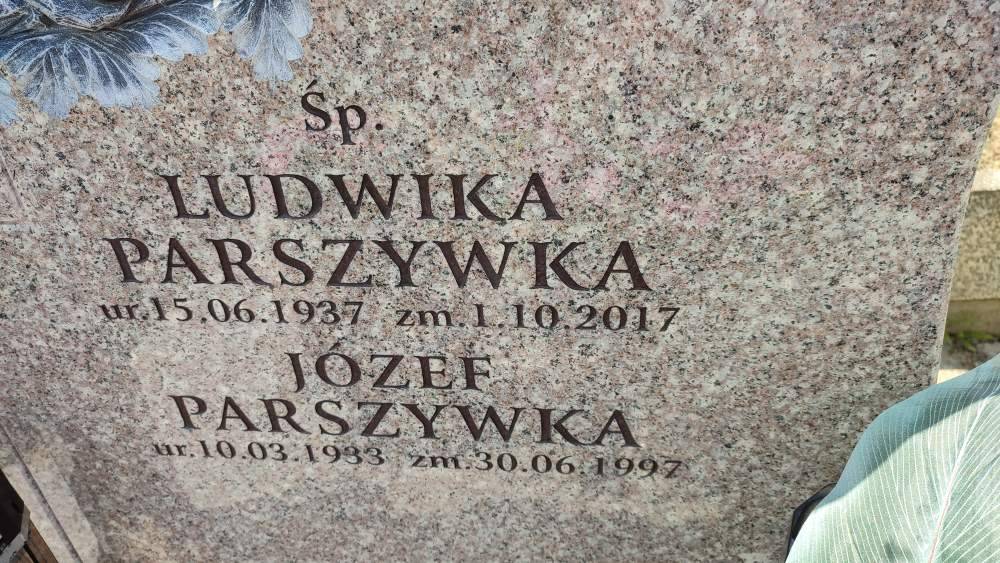 Śp.
LUDWIKA
PARSZYWKA
ur.15.06.1937 zm.1.10.2017
JÓZEF
PARSZYWKA
ur.10.03.1933 zm.30.06.1997